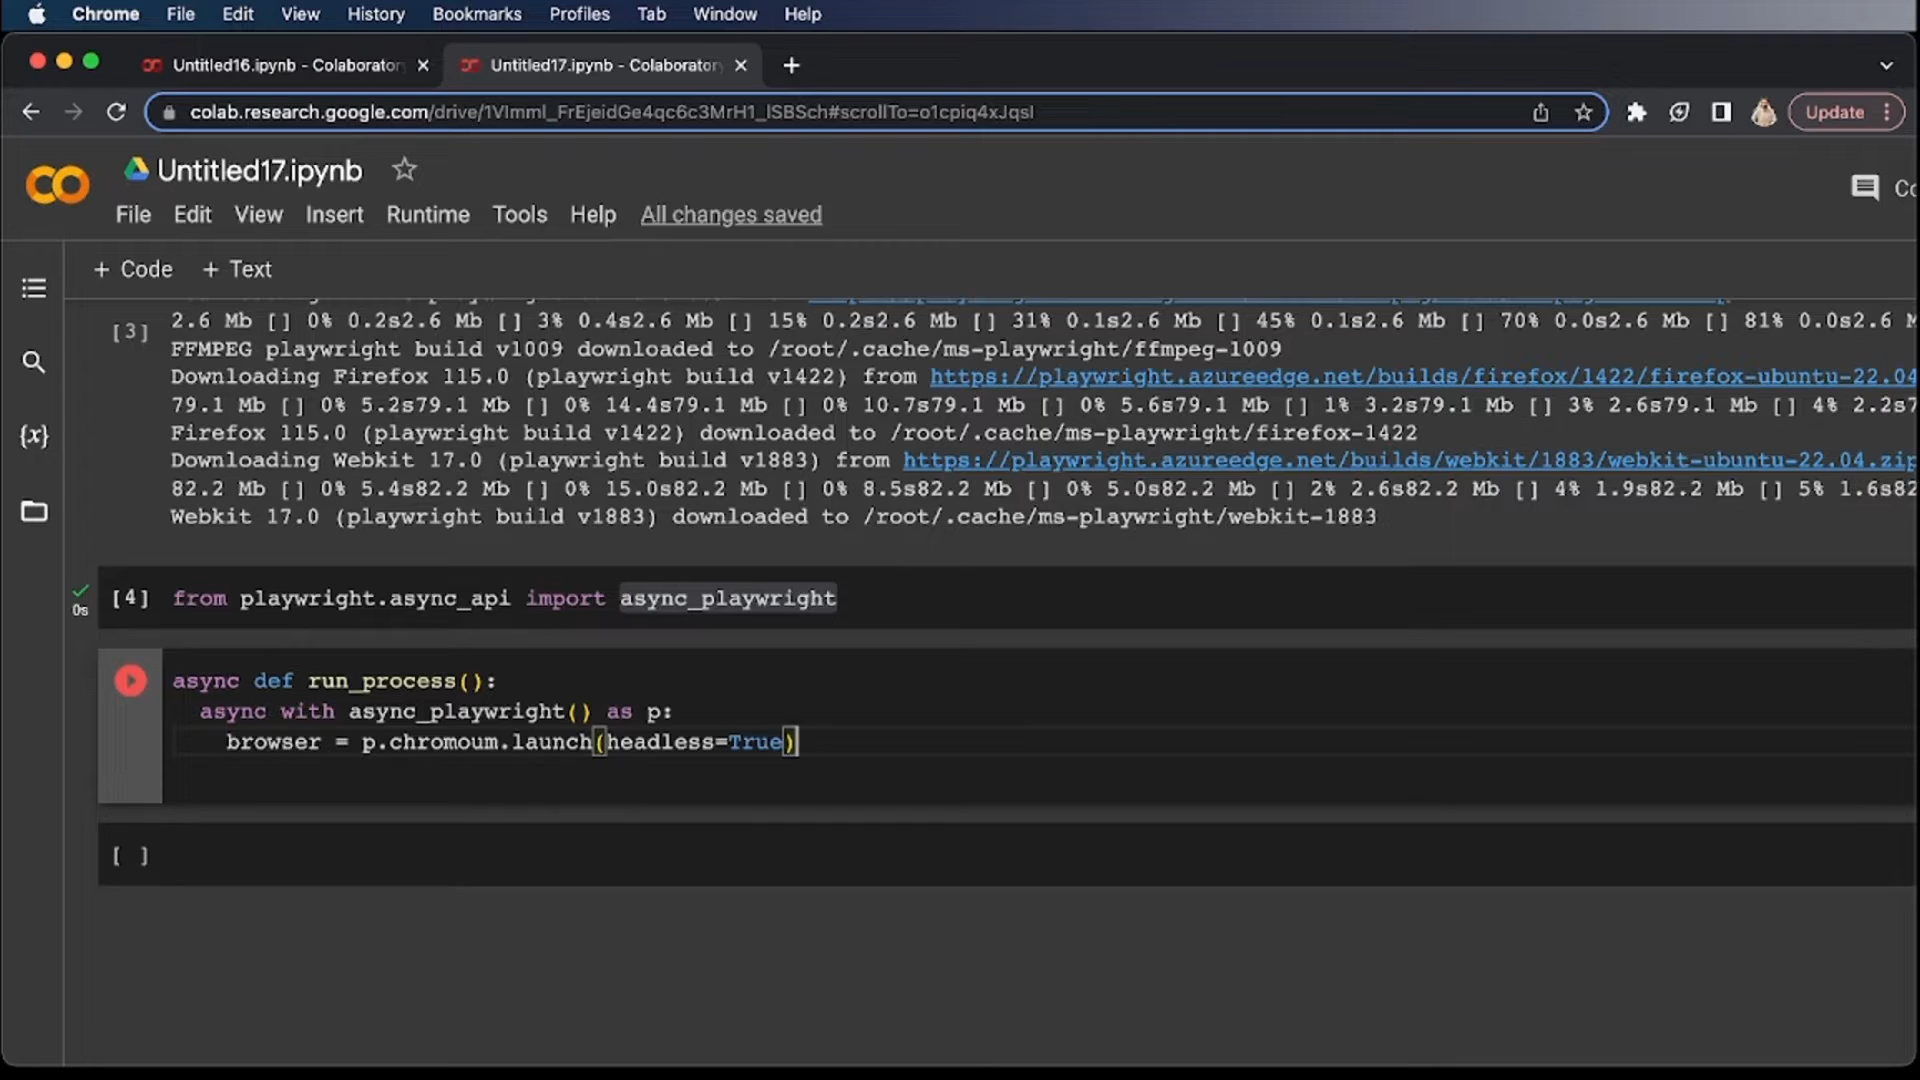 Chrome File Edit View History Bookmarks Profiles Tab Window Help
Untitled16.ipynb - Colaborator
Untitled17.ipynb - Colaborator
colab.research.google.com/drive/1VImmI_FrEjeidGe4qc6c3MrH1_lSBSch#scrollTo=o1cpiq4xJqsI
Update
Untitled17.ipynb
Co
File Edit View Insert Runtime Tools Help All changes saved
+ Code + Text
[3]
2.6 Mb [] 0% 0.2s2.6 Mb [] 3% 0.4s2.6 Mb [] 15% 0.2s2.6 Mb [] 31% 0.1s2.6 Mb [] 45% 0.1s2.6 Mb [] 70% 0.0s2.6 Mb [] 81% 0.0s2.6 M
FFMPEG playwright build v1009 downloaded to /root/.cache/ms-playwright/ffmpeg-1009
Downloading Firefox 115.0 (playwright build v1422) from https://playwright.azureedge.net/builds/firefox/1422/firefox-ubuntu-22.04
79.1 Mb [] 0% 5.2s79.1 Mb [] 0% 14.4s79.1 Mb [] 0% 10.7s79.1 Mb [] 0% 5.6s79.1 Mb [] 1% 3.2s79.1 Mb [] 3% 2.6s79.1 Mb [] 4% 2.2s7
Firefox 115.0 (playwright build v1422) downloaded to /root/.cache/ms-playwright/firefox-1422
Downloading Webkit 17.0 (playwright build v1883) from https://playwright.azureedge.net/builds/webkit/1883/webkit-ubuntu-22.04.zip
82.2 Mb [] 0% 5.4s82.2 Mb [] 0% 15.0s82.2 Mb [] 0% 8.5s82.2 Mb [] 0% 5.0s82.2 Mb [] 2% 2.6s82.2 Mb [] 4% 1.9s82.2 Mb [] 5% 1.6s82
Webkit 17.0 (playwright build v1883) downloaded to /root/.cache/ms-playwright/webkit-1883
0s
[4] from playwright.async_api import async_playwright
async def run_process():
async with async_playwright() as p:
browser = p.chromoum.launch(headless=True)
[ ]